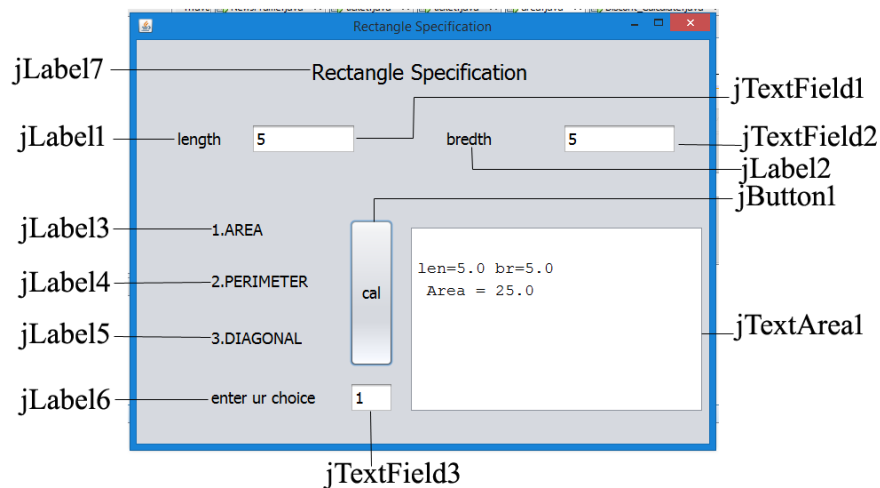 Rectangle Specification
jLabel7 Rectangle Specification
jTextField1
jLabel1 length 5 bredth 5 jTextField2
jLabel2
jButton1
jLabel3 1.AREA
jLabel4 2.PERIMETER
cal
len=5.0 br=5.0
Area = 25.0
jLabel5 3.DIAGONAL
jTextArea1
jLabel6 enter ur choice 1
jTextField3